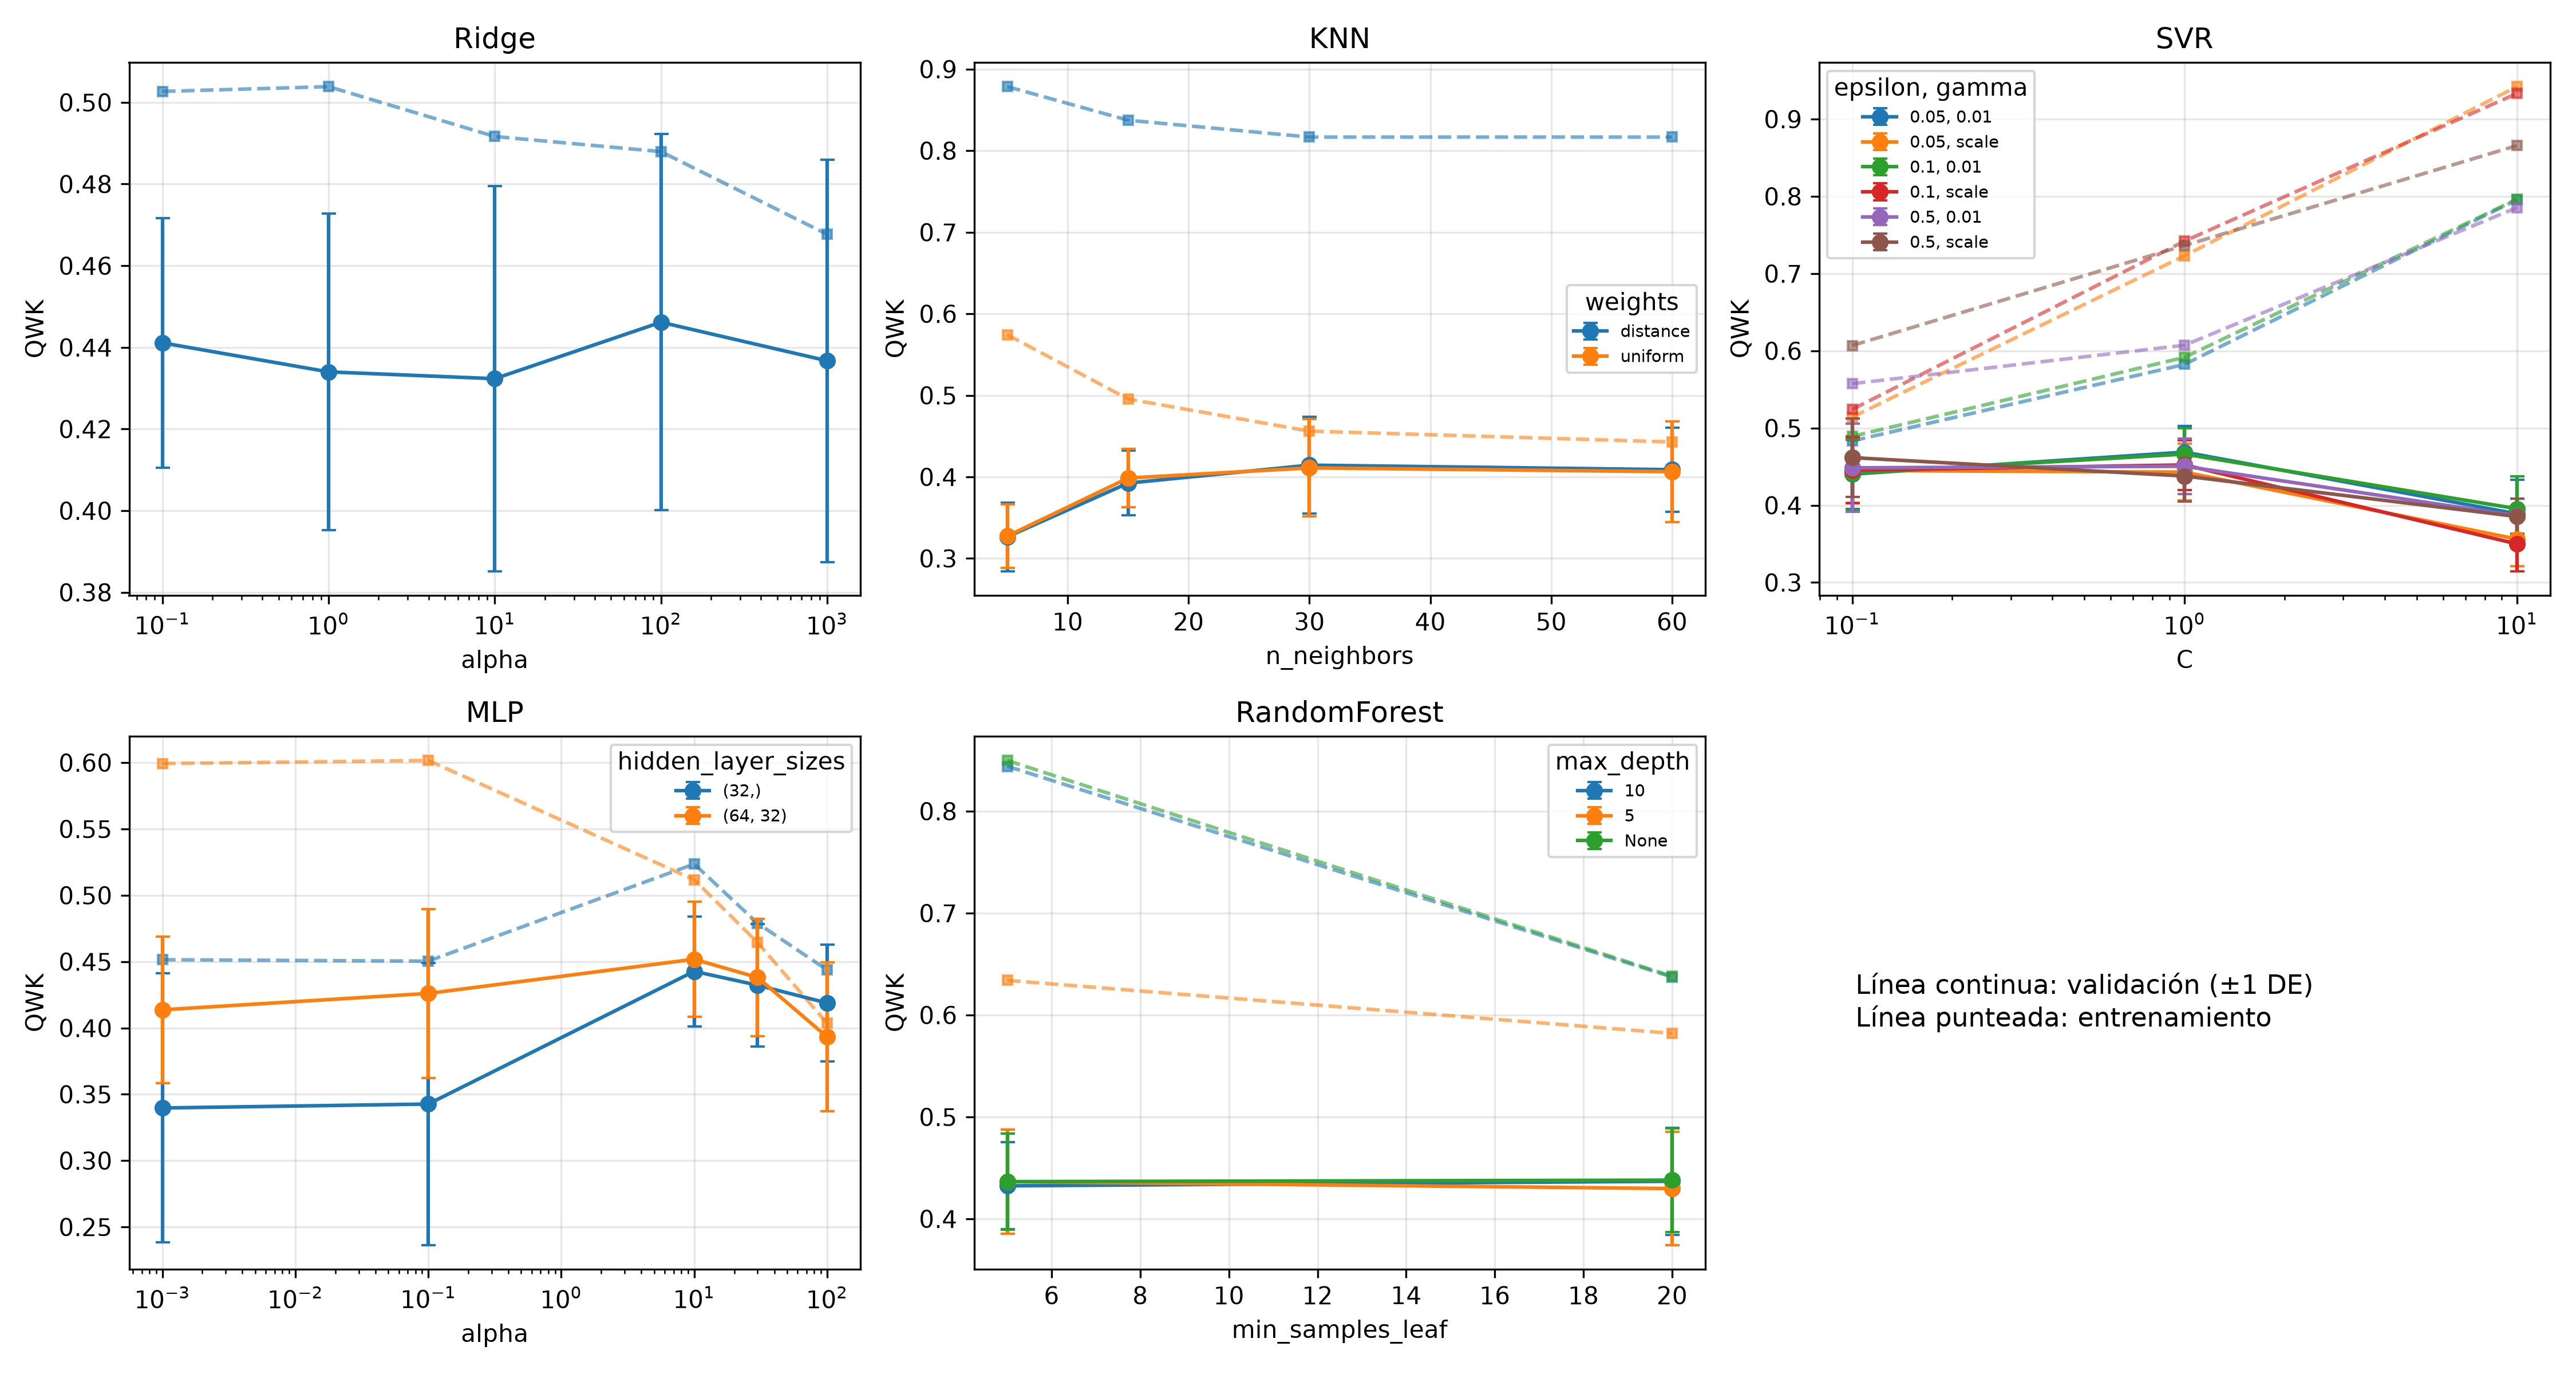 Ridge
QWK
0.50
0.48
0.46
0.44
0.42
0.40
0.38
10⁻¹ 10⁰ 10¹ 10² 10³
alpha
KNN
QWK
0.9
0.8
0.7
0.6
0.5
0.4
0.3
weights
distance
uniform
10 20 30 40 50 60
n_neighbors
SVR
QWK
0.9
0.8
0.7
0.6
0.5
0.4
0.3
epsilon, gamma
0.05, 0.01
0.05, scale
0.1, 0.01
0.1, scale
0.5, 0.01
0.5, scale
10⁻¹ 10⁰ 10¹
C
MLP
QWK
0.60
0.55
0.50
0.45
0.40
0.35
0.30
0.25
hidden_layer_sizes
(32,)
(64, 32)
10⁻³ 10⁻² 10⁻¹ 10⁰ 10¹ 10²
alpha
RandomForest
QWK
0.8
0.7
0.6
0.5
0.4
max_depth
10
5
None
6 8 10 12 14 16 18 20
min_samples_leaf
Línea continua: validación (±1 DE)
Línea punteada: entrenamiento